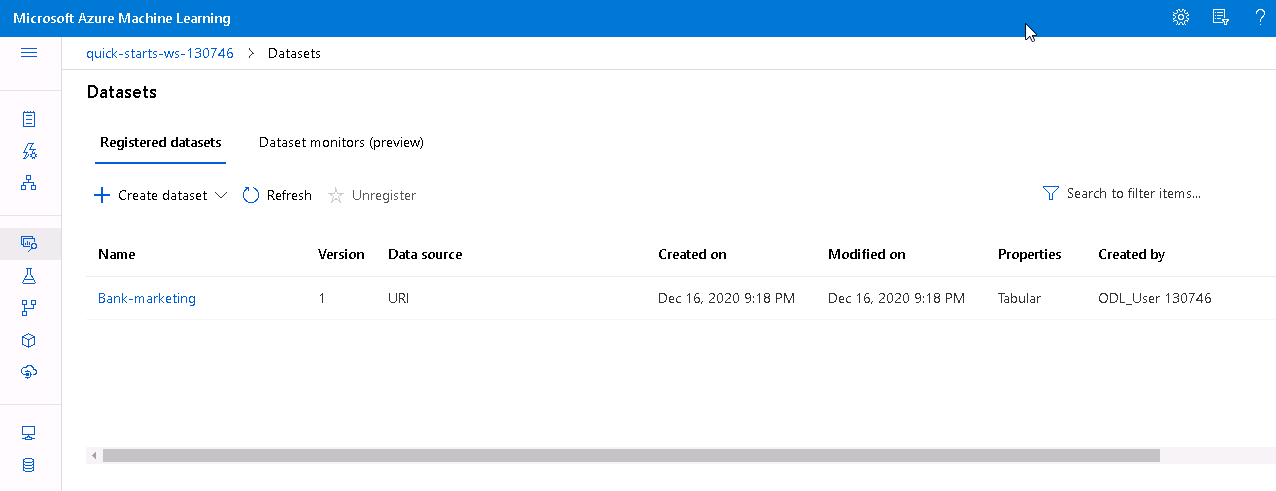 Microsoft Azure Machine Learning
quick-starts-ws-130746 > Datasets
Datasets
Registered datasets Dataset monitors (preview)
Create dataset Refresh Unregister Search to filter items...
Name Version Data source Created on Modified on Properties Created by
Bank-marketing 1 URI Dec 16, 2020 9:18 PM Dec 16, 2020 9:18 PM Tabular ODL_User 130746